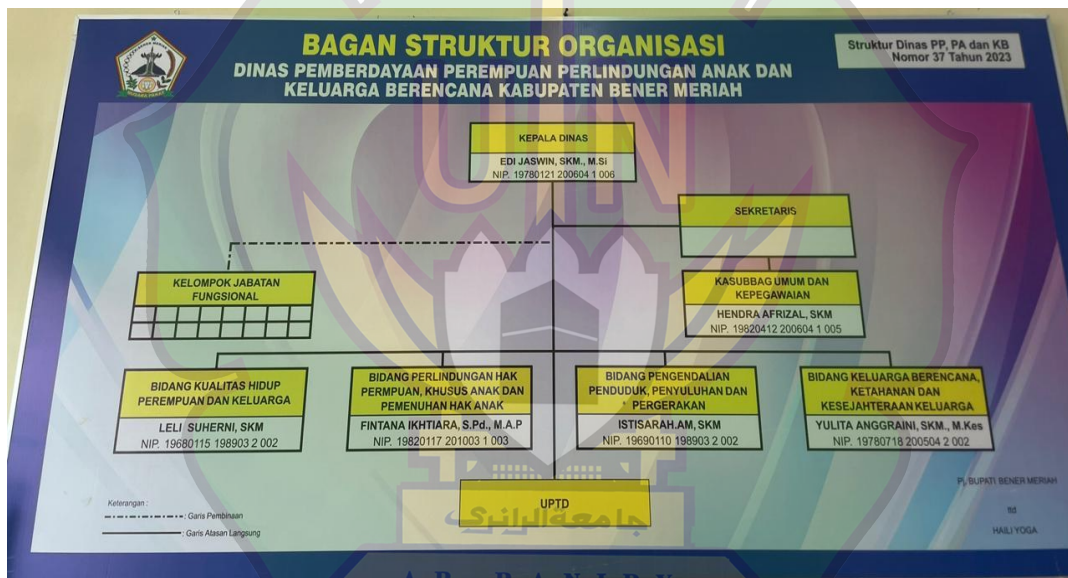 BAGAN STRUKTUR ORGANISASI
DINAS PEMBERDAYAAN PEREMPUAN PERLINDUNGAN ANAK DAN
KELUARGA BERENCANA KABUPATEN BENER MERIAH
Struktur Dinas PP, PA dan KB
Nomor 37 Tahun 2023
KEPALA DINAS
EDI JASWIN, SKM., M.Si
NIP. 19780121 200604 1 006
SEKRETARIS
KELOMPOK JABATAN
FUNGSIONAL
KASUBBAG UMUM DAN
KEPEGAWAIAN
HENDRA AFRIZAL, SKM
NIP. 19820412 200604 1 005
BIDANG KUALITAS HIDUP
PEREMPUAN DAN KELUARGA
LELI SUHERNI, SKM
NIP. 19680115 198903 2 002
BIDANG PERLINDUNGAN HAK
PERMPUAN, KHUSUS ANAK DAN
PEMENUHAN HAK ANAK
FINTANA IKHTIARA, S.Pd., M.A.P
NIP. 19820117 201003 1 003
BIDANG PENGENDALIAN
PENDUDUK, PENYULUHAN DAN
PERGERAKAN
ISTISARAH.AM, SKM
NIP. 19690110 198903 2 002
BIDANG KELUARGA BERENCANA,
KETAHANAN DAN
KESEJAHTERAAN KELUARGA
YULITA ANGGRAINI, SKM., M.Kes
NIP. 19780718 200504 2 002
UPTD
Keterangan :
: Garis Pembinaan
: Garis Atasan Langsung
Pj, BUPATI BENER MERIAH
ttd
HAILI YOGA
UIN
جامعة الرانري
AR - RANIRY